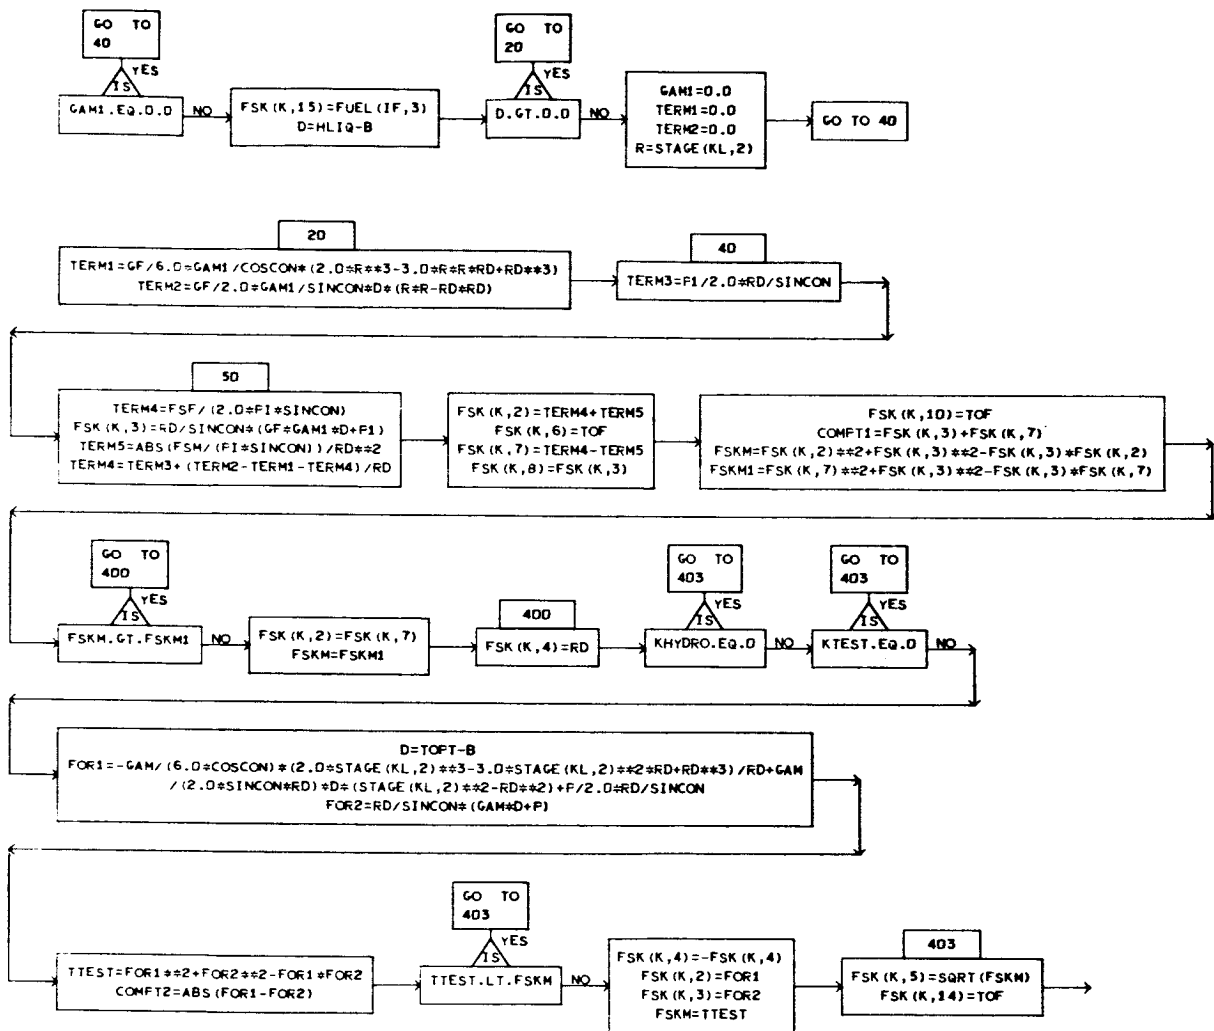 GO TO
40
YES
IS
GAM1.EQ.0.0
NO
FSK(K,15)=FUEL(IF,3)
D=HLIQ-B
GO TO
20
YES
IS
D.GT.0.0
NO
GAM1=0.0
TERM1=0.0
TERM2=0.0
R=STAGE(KL,2)
GO TO 40
20
TERM1=GF/6.0*GAM1/COSCON*(2.0*R**3-3.0*R*R*RD+RD**3)
TERM2=GF/2.0*GAM1/SINCON*D*(R*R-RD*RD)
40
TERM3=P1/2.0*RD/SINCON
50
TERM4=FSF/(2.0*PI*SINCON)
FSK(K,3)=RD/SINCON*(GF*GAM1*D+P1)
TERM5=ABS(FSM/(PI*SINCON))/RD**2
TERM4=TERM3+(TERM2-TERM1-TERM4)/RD
FSK(K,2)=TERM4+TERM5
FSK(K,6)=TOF
FSK(K,7)=TERM4-TERM5
FSK(K,8)=FSK(K,3)
FSK(K,10)=TOF
COMPT1=FSK(K,3)+FSK(K,7)
FSKM=FSK(K,2)**2+FSK(K,3)**2-FSK(K,3)*FSK(K,2)
FSKM1=FSK(K,7)**2+FSK(K,3)**2-FSK(K,3)*FSK(K,7)
GO TO
400
YES
IS
FSKM.GT.FSKM1
NO
FSK(K,2)=FSK(K,7)
FSKM=FSKM1
400
FSK(K,4)=RD
GO TO
403
YES
IS
KHYDRO.EQ.0
NO
GO TO
403
YES
IS
KTEST.EQ.0
NO
D=TOPT-B
FOR1=-GAM/(6.0*COSCON)*(2.0*STAGE(KL,2)**3-3.0*STAGE(KL,2)**2*RD+RD**3)/RD+GAM
/(2.0*SINCON*RD)*D*(STAGE(KL,2)**2-RD**2)+P/2.0*RD/SINCON
FOR2=RD/SINCON*(GAM*D+P)
TTEST=FOR1**2+FOR2**2-FOR1*FOR2
COMPT2=ABS(FOR1-FOR2)
GO TO
403
YES
IS
TTEST.LT.FSKM
NO
FSK(K,4)=-FSK(K,4)
FSK(K,2)=FOR1
FSK(K,3)=FOR2
FSKM=TTEST
403
FSK(K,5)=SQRT(FSKM)
FSK(K,14)=TOF